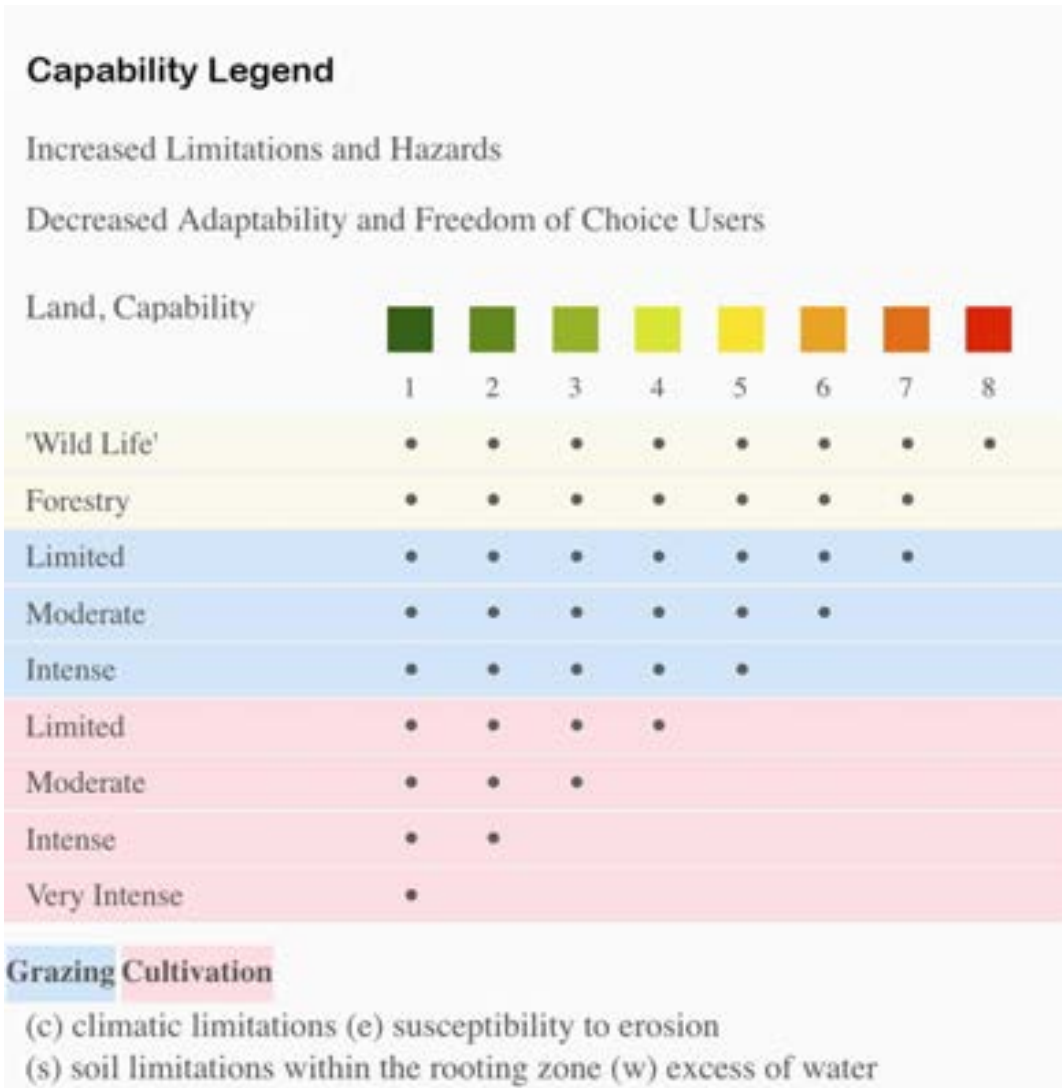 Capability Legend
Increased Limitations and Hazards
Decreased Adaptability and Freedom of Choice Users
Land, Capability
1 2 3 4 5 6 7 8
'Wild Life' • • • • • • • •
Forestry • • • • • • •
Limited • • • • • • •
Moderate • • • • • •
Intense • • • • •
Limited • • • •
Moderate • • •
Intense • •
Very Intense •
Grazing Cultivation
(c) climatic limitations (e) susceptibility to erosion
(s) soil limitations within the rooting zone (w) excess of water